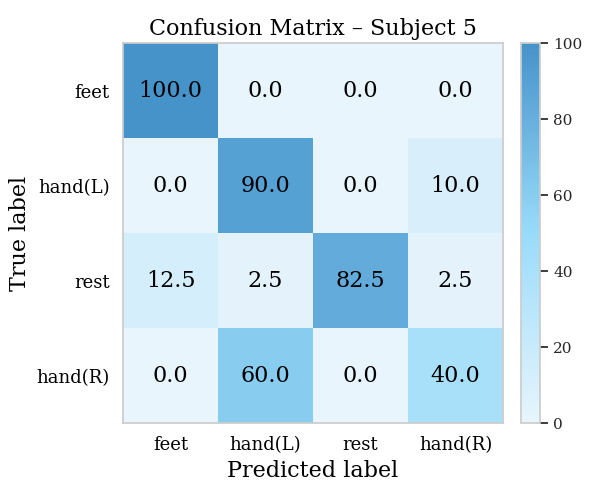 Confusion Matrix – Subject 5
True label
feet 100.0 0.0 0.0 0.0
hand(L) 0.0 90.0 0.0 10.0
rest 12.5 2.5 82.5 2.5
hand(R) 0.0 60.0 0.0 40.0
feet hand(L) rest hand(R)
Predicted label
100
80
60
40
20
0